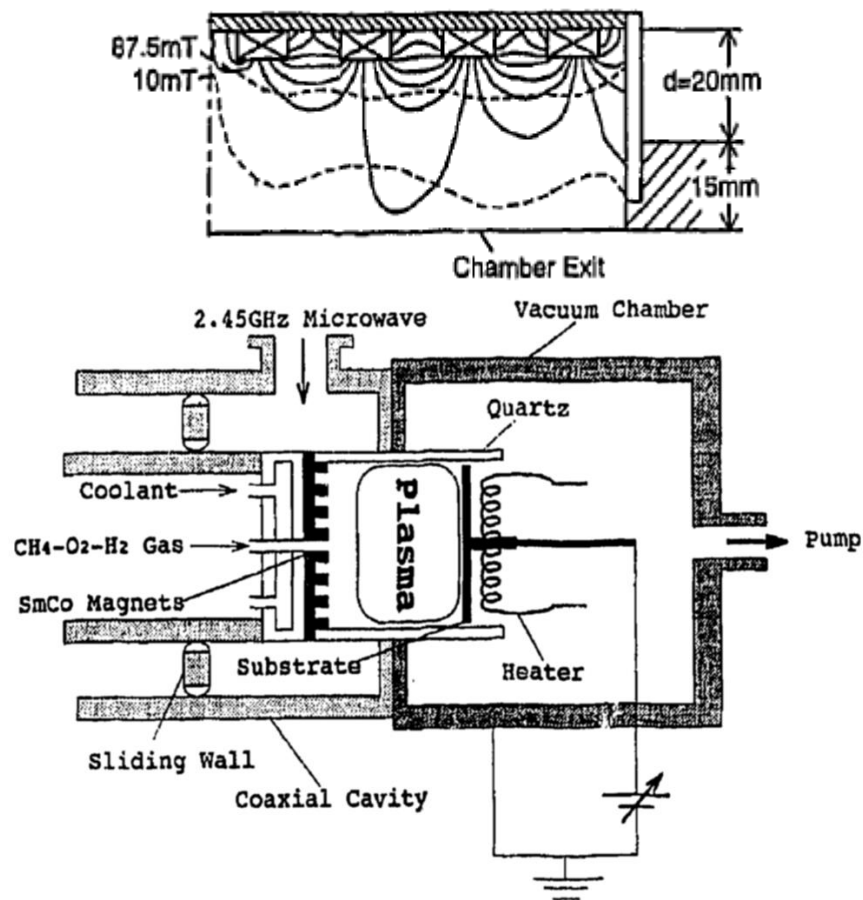 87.5mT
10mT
d=20mm
15mm
Chamber Exit
2.45GHz Microwave
Vacuum Chamber
Quartz
Coolant
Plasma
CH4-O2-H2 Gas
Pump
SmCo Magnets
Substrate
Heater
Sliding Wall
Coaxial Cavity